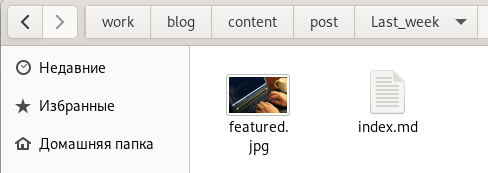 work blog content post Last_week
Недавние
Избранные
Домашняя папка
featured.
jpg
index.md